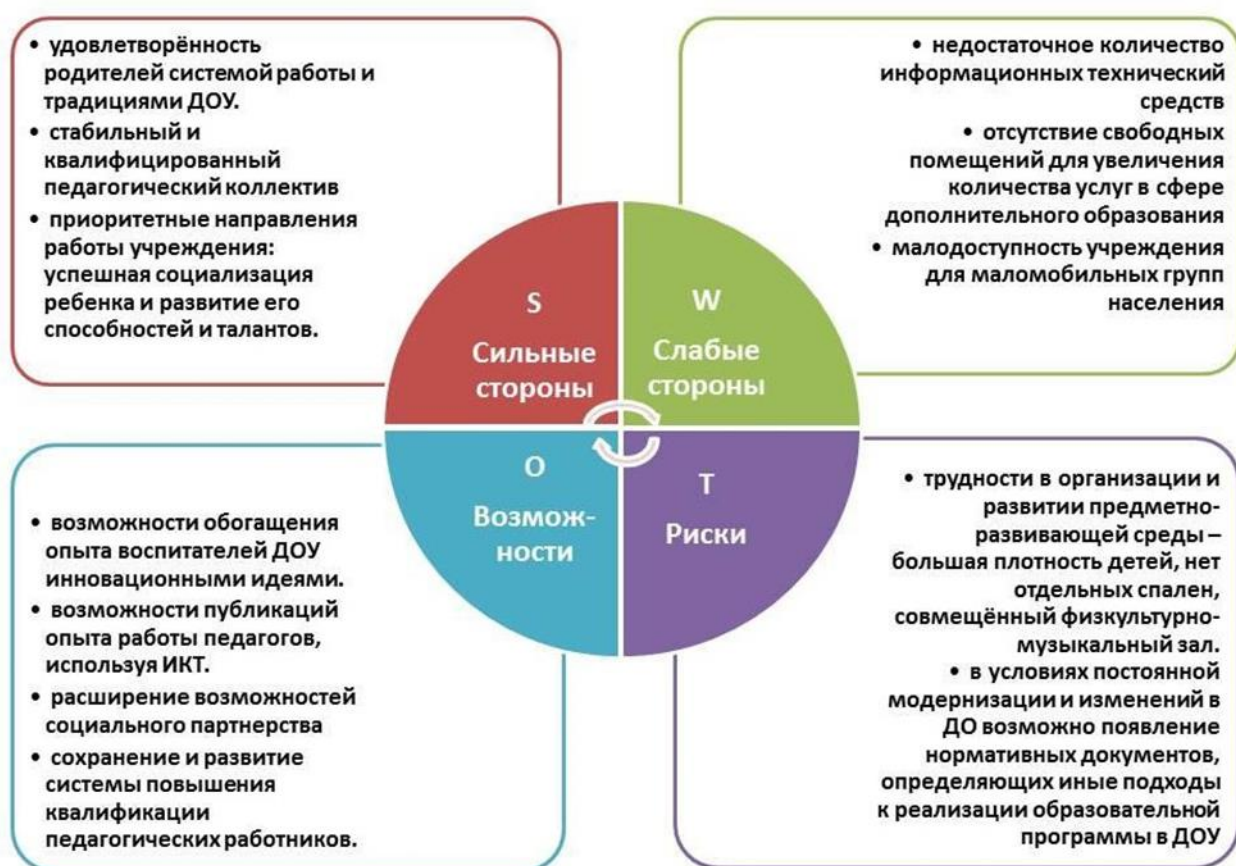 • удовлетворённость
родителей системой работы и
традициями ДОУ.
• стабильный и
квалифицированный
педагогический коллектив
• приоритетные направления
работы учреждения:
успешная социализация
ребенка и развитие его
способностей и талантов.
• недостаточное количество
информационных технический
средств
• отсутствие свободных
помещений для увеличения
количества услуг в сфере
дополнительного образования
• малодоступность учреждения
для маломобильных групп
населения
S
Сильные
стороны
W
Слабые
стороны
O
Возмож-
ности
T
Риски
• возможности обогащения
опыта воспитателей ДОУ
инновационными идеями.
• возможности публикаций
опыта работы педагогов,
используя ИКТ.
• расширение возможностей
социального партнерства
• сохранение и развитие
системы повышения
квалификации
педагогических работников.
• трудности в организации и
развитии предметно-
развивающей среды –
большая плотность детей, нет
отдельных спален,
совмещённый физкультурно-
музыкальный зал.
• в условиях постоянной
модернизации и изменений в
ДО возможно появление
нормативных документов,
определяющих иные подходы
к реализации образовательной
программы в ДОУ